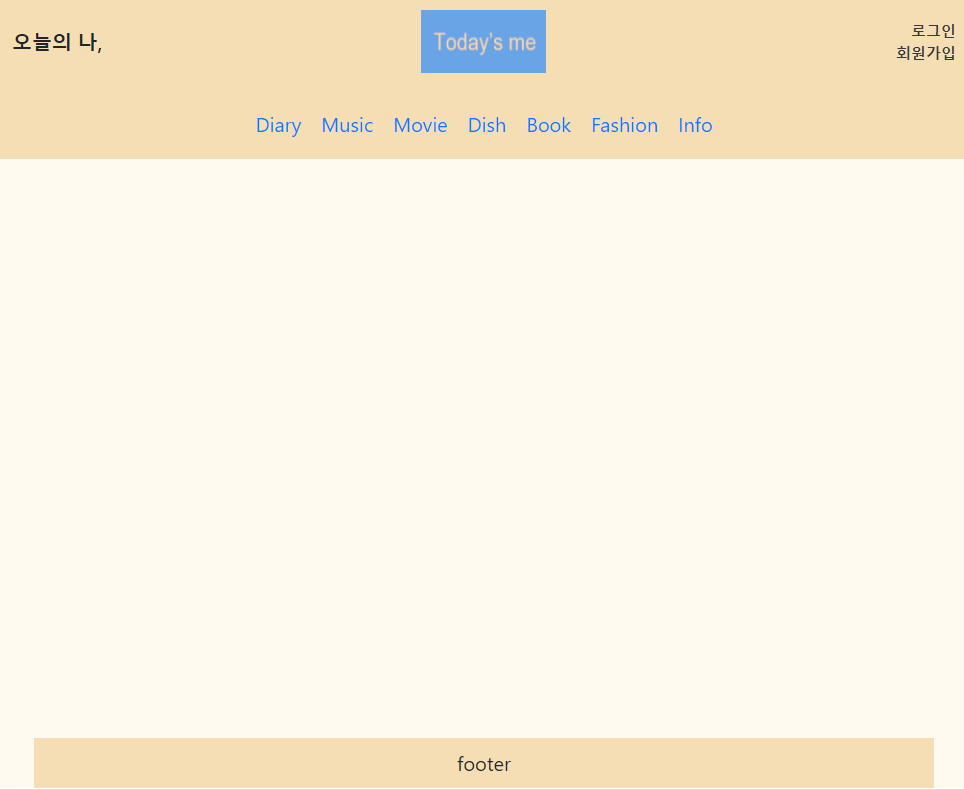 오늘의 나,
Today's me
로그인
회원가입
Diary Music Movie Dish Book Fashion Info
footer